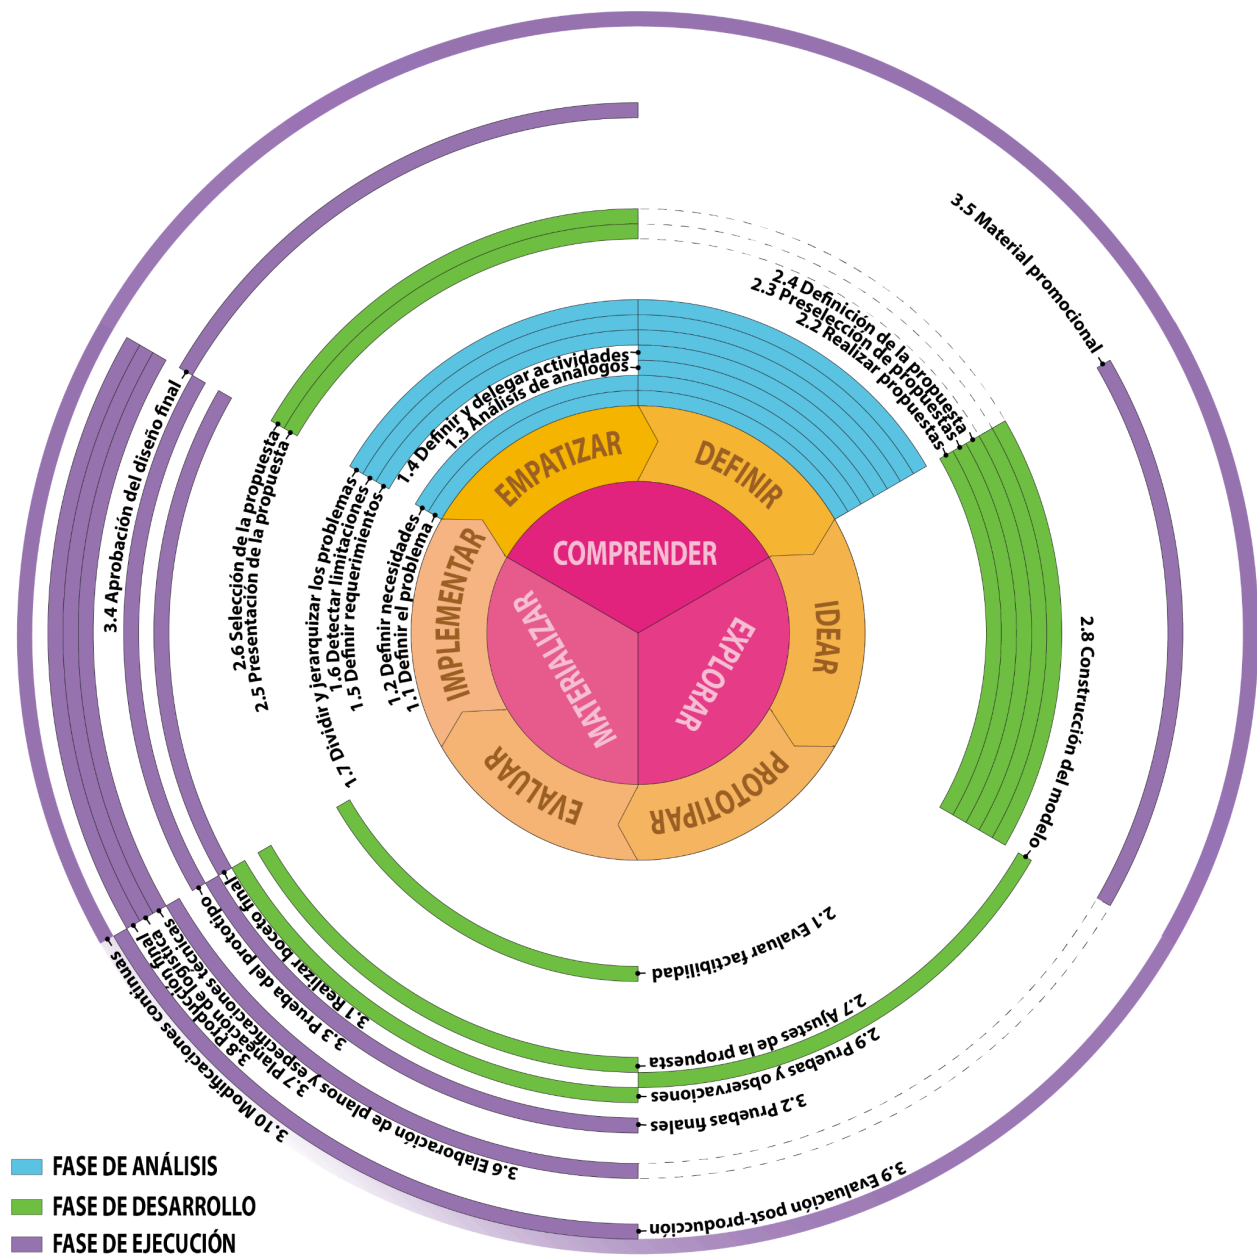 COMPRENDER
EXPLORAR
MATERIALIZAR
EMPATIZAR
DEFINIR
IDEAR
PROTOTIPAR
EVALUAR
IMPLEMENTAR
1.1 Definir el problema
1.2 Definir necesidades
1.3 Análisis de análogos
1.4 Definir y delegar actividades
1.5 Definir requerimientos
1.6 Detectar limitaciones
1.7 Dividir y jerarquizar los problemas
2.1 Evaluar factibilidad
2.2 Realizar propuestas
2.3 Preselección de propuestas
2.4 Definición de la propuesta
2.5 Presentación de la propuesta
2.6 Selección de la propuesta
2.7 Ajustes de la propuesta
2.8 Construcción del modelo
2.9 Pruebas y observaciones
3.1 Realizar boceto final
3.2 Pruebas finales
3.3 Prueba del prototipo
3.4 Aprobación del diseño final
3.5 Material promocional
3.6 Elaboración de planos y especificaciones técnicas
3.7 Planeación de logística
3.8 Producción final
3.9 Evaluación post-producción
3.10 Modificaciones continuas
FASE DE ANÁLISIS
FASE DE DESARROLLO
FASE DE EJECUCIÓN